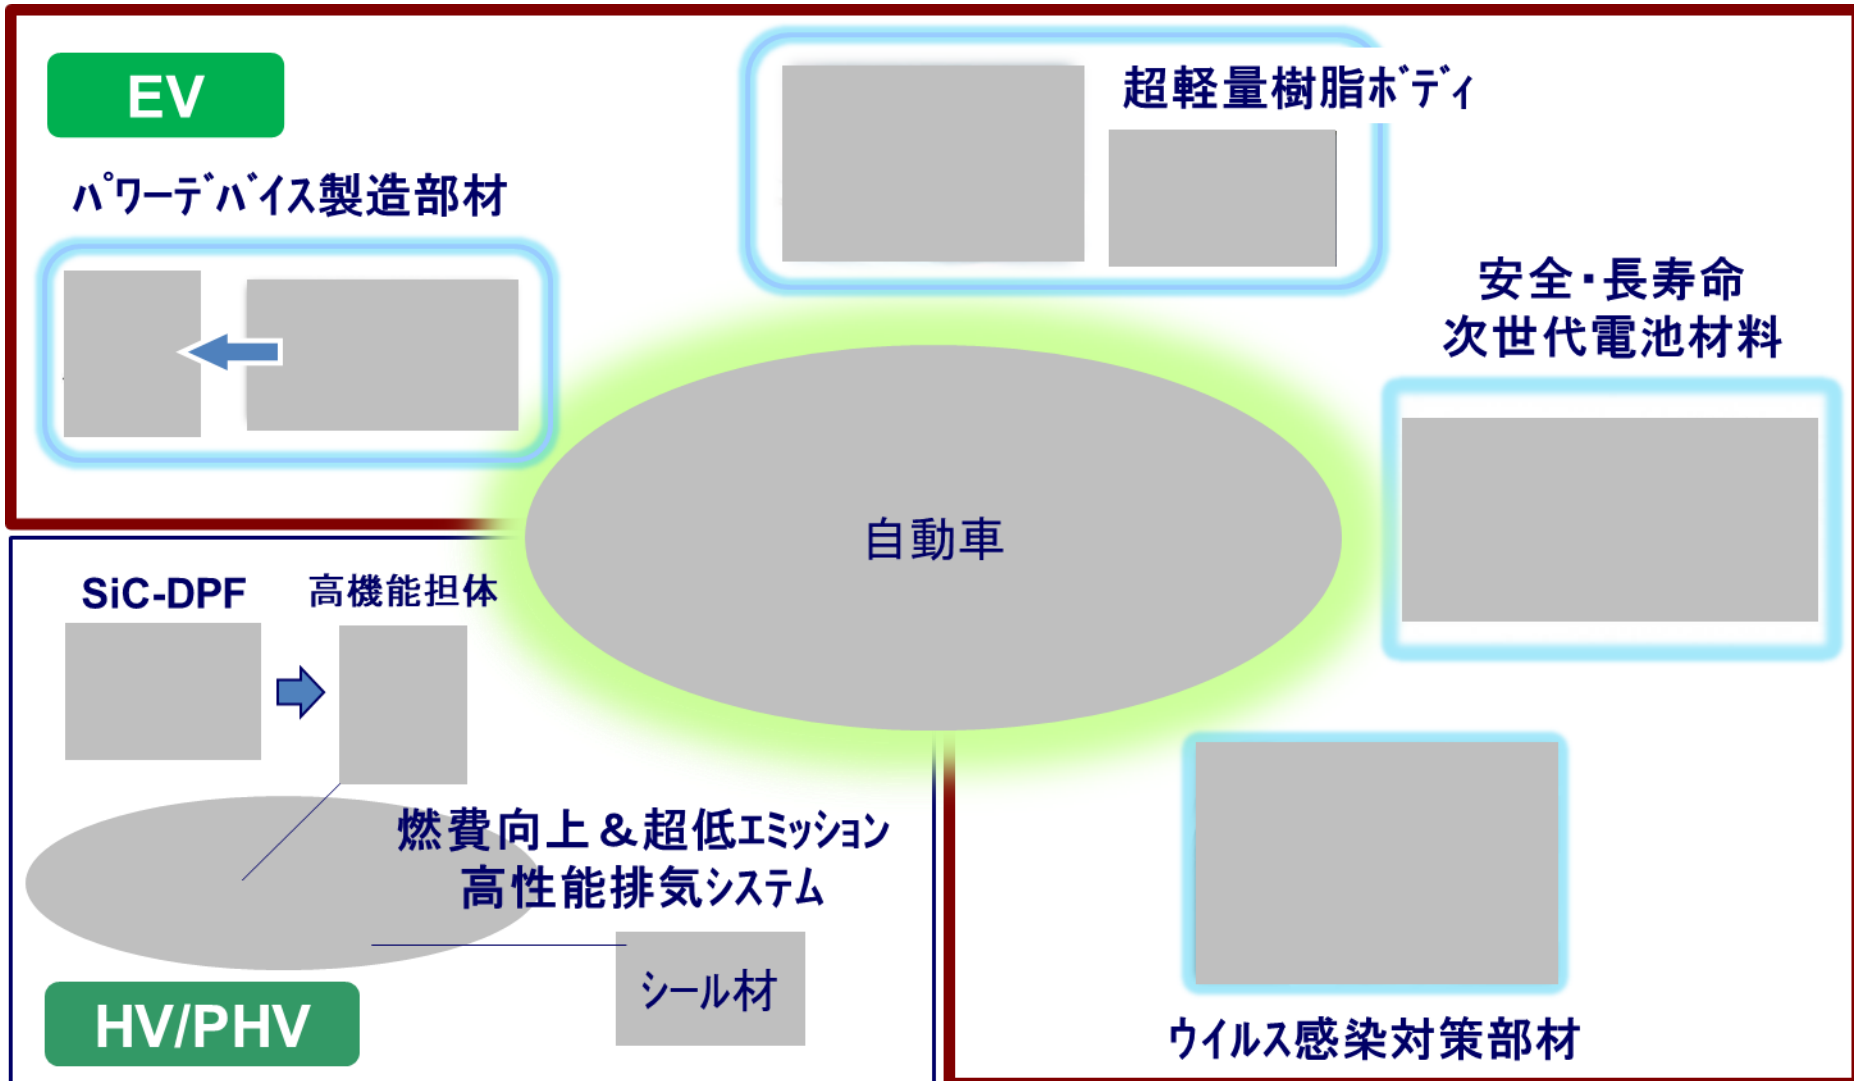 EV
超軽量樹脂ﾎﾞﾃﾞｨ
ﾊﾟﾜｰﾃﾞﾊﾞｲｽ製造部材
安全・長寿命
次世代電池材料
自動車
SiC-DPF
高機能担体
燃費向上＆超低ｴﾐｯｼｮﾝ
高性能排気ｼｽﾃﾑ
シール材
HV/PHV
ｳｲﾙｽ感染対策部材